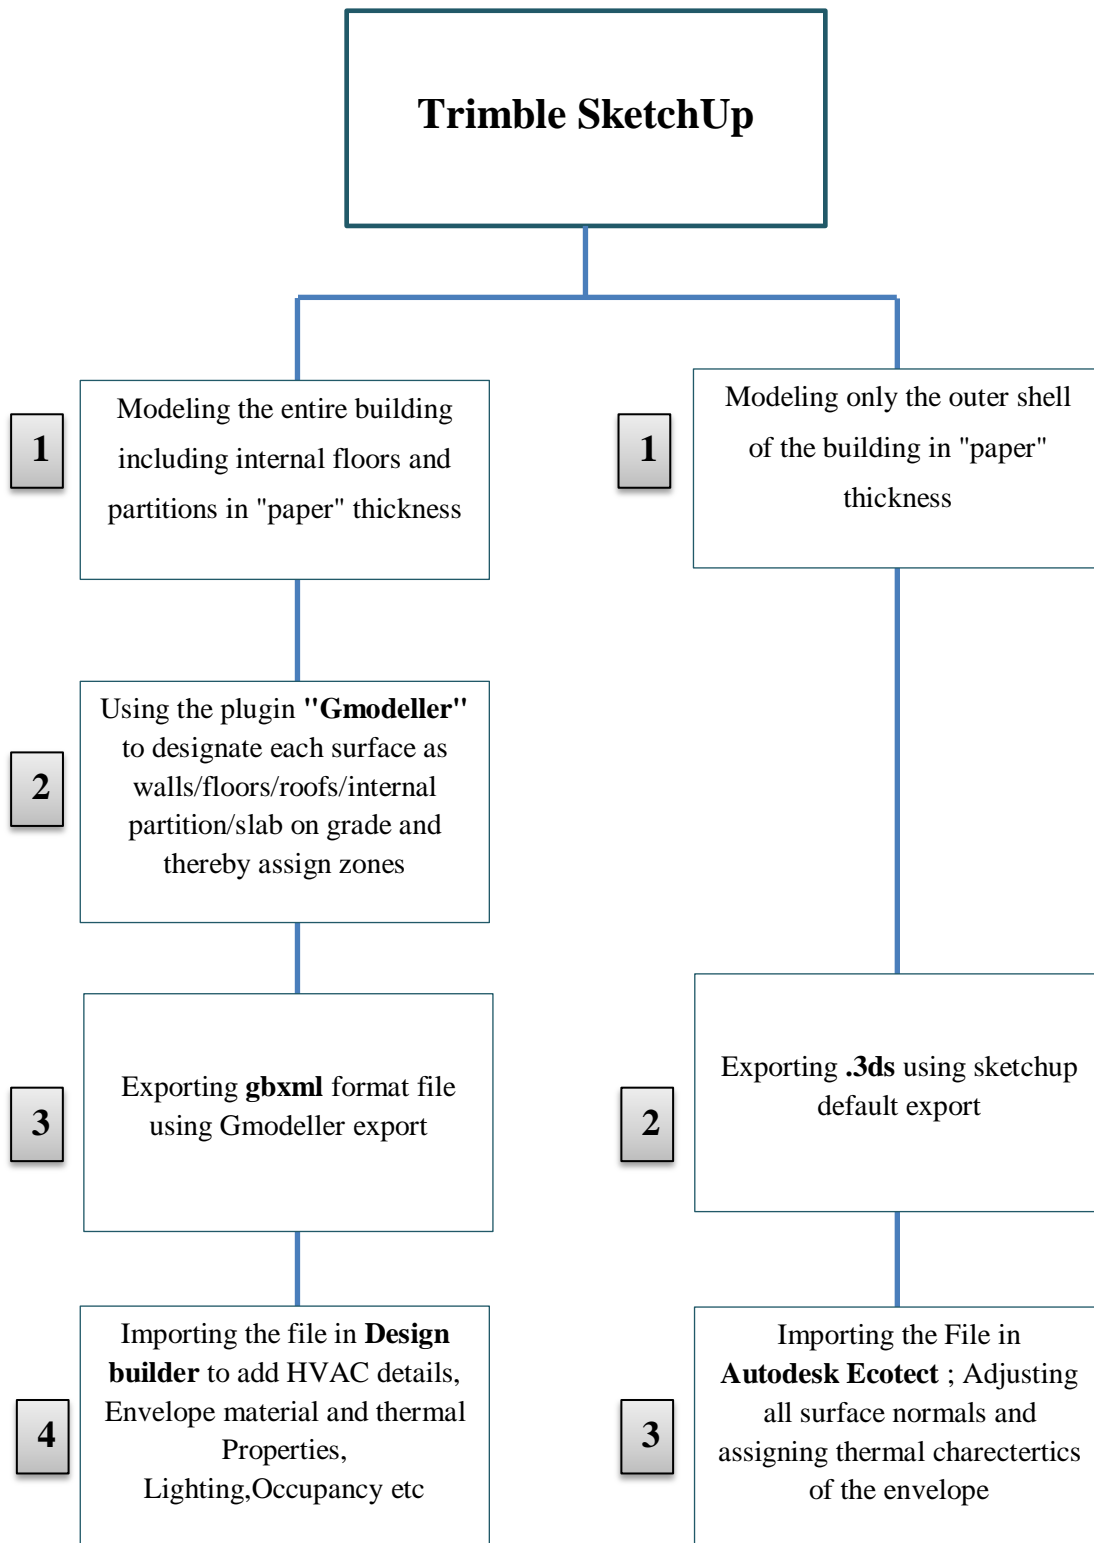 Trimble SketchUp
1
Modeling the entire building
including internal floors and
partitions in "paper" thickness
2
Using the plugin "Gmodeller"
to designate each surface as
walls/floors/roofs/internal
partition/slab on grade and
thereby assign zones
3
Exporting gbxml format file
using Gmodeller export
4
Importing the file in Design
builder to add HVAC details,
Envelope material and thermal
Properties,
Lighting,Occupancy etc
1
Modeling only the outer shell
of the building in "paper"
thickness
2
Exporting .3ds using sketchup
default export
3
Importing the File in
Autodesk Ecotect ; Adjusting
all surface normals and
assigning thermal charectertics
of the envelope